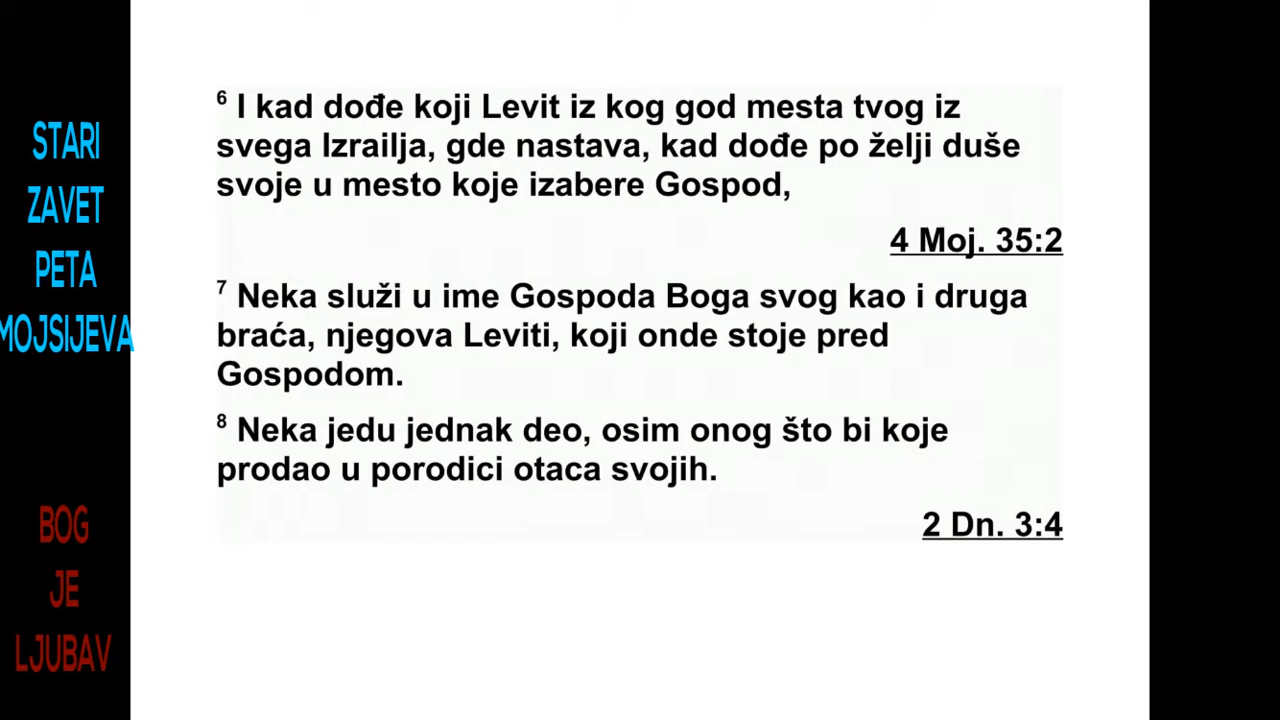 STARI
ZAVET
PETA
MOJSIJEVA
BOG
JE
LJUBAV
6 I kad dođe koji Levit iz kog god mesta tvog iz
svega Izrailja, gde nastava, kad dođe po želji duše
svoje u mesto koje izabere Gospod,
4 Moj. 35:2
7 Neka služi u ime Gospoda Boga svog kao i druga
braća, njegova Leviti, koji onde stoje pred
Gospodom.
8 Neka jedu jednak deo, osim onog što bi koje
prodao u porodici otaca svojih.
2 Dn. 3:4